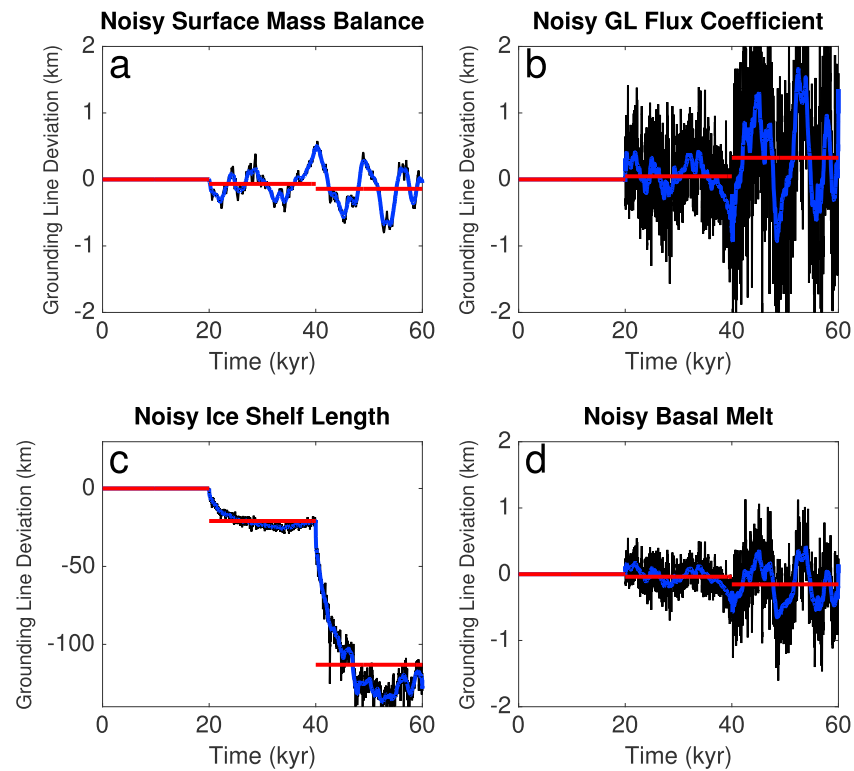 Noisy Surface Mass Balance
a
Grounding Line Deviation (km)
2
1
0
-1
-2
0
20
40
60
Time (kyr)
Noisy GL Flux Coefficient
b
Grounding Line Deviation (km)
2
1
0
-1
-2
0
20
40
60
Time (kyr)
Noisy Ice Shelf Length
c
Grounding Line Deviation (km)
0
-50
-100
0
20
40
60
Time (kyr)
Noisy Basal Melt
d
Grounding Line Deviation (km)
2
1
0
-1
-2
0
20
40
60
Time (kyr)